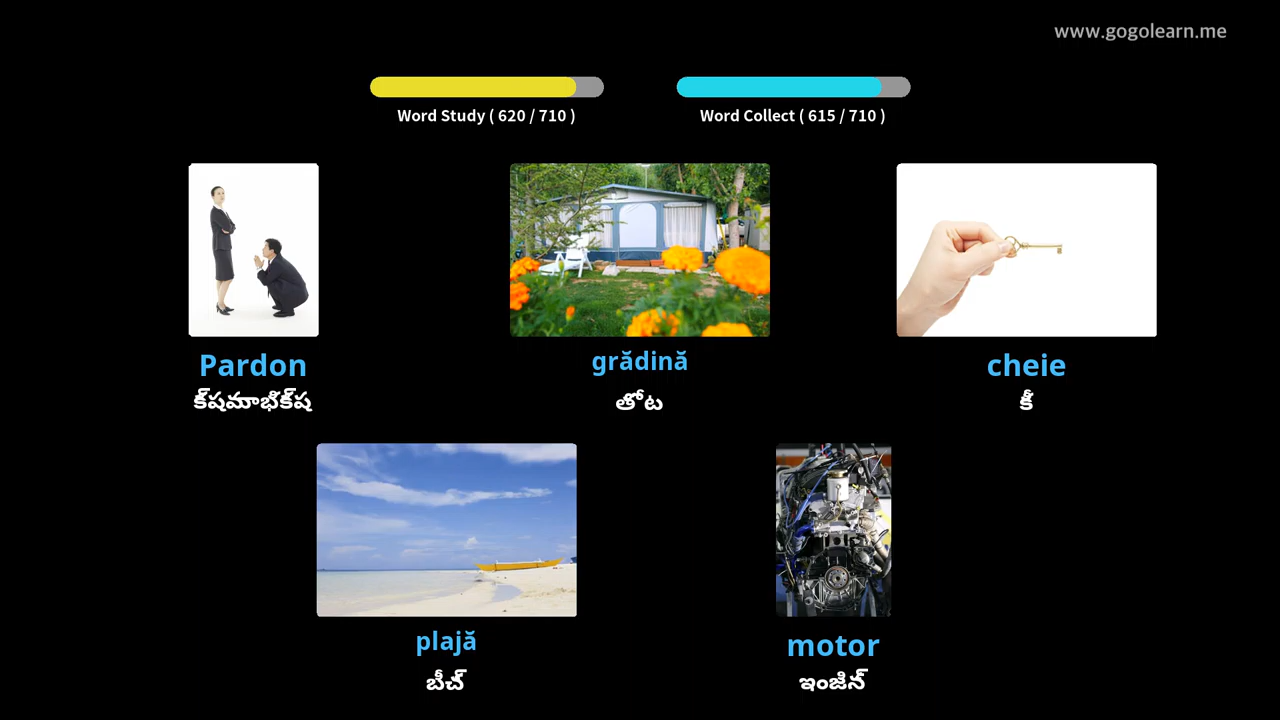 www.gogolearn.me
Word Study ( 620 / 710 )
Word Collect ( 615 / 710 )
Pardon
క్షమాభిక్ష
grădină
తోట
cheie
కీ
plajă
బీచ్
motor
ఇంజిన్